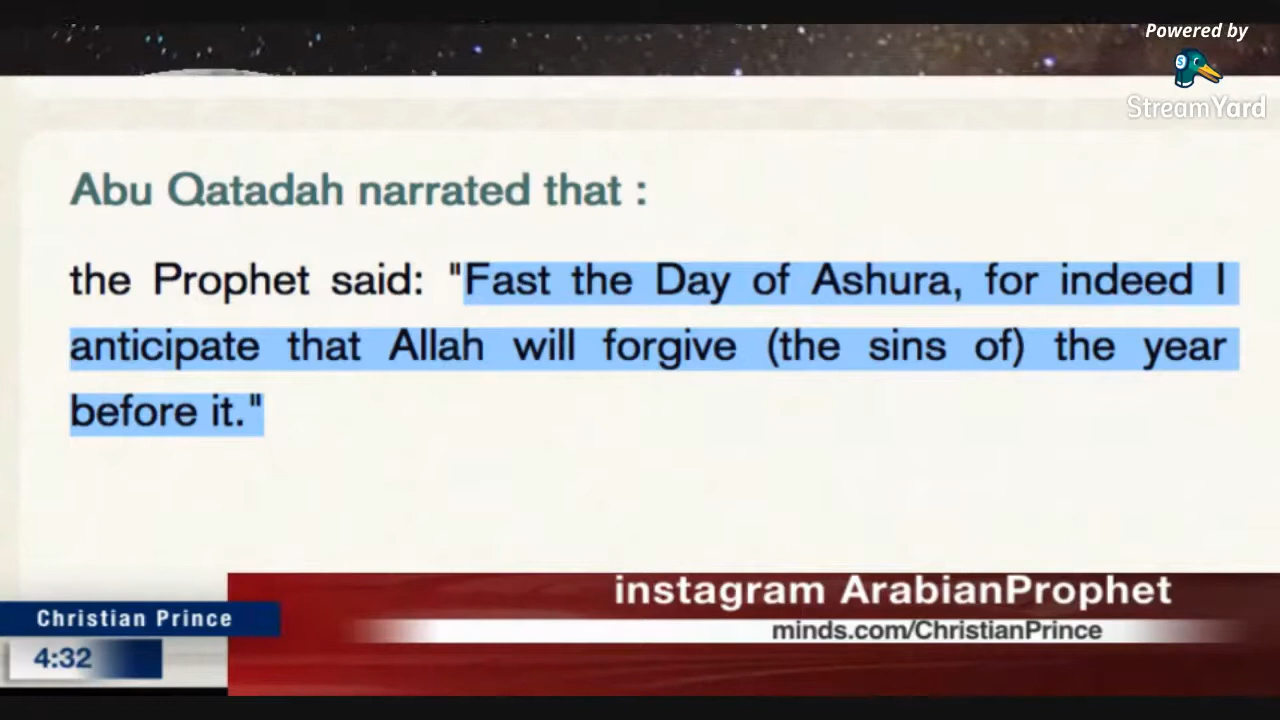 Powered by
StreamYard
Abu Qatadah narrated that :
the Prophet said: "Fast the Day of Ashura, for indeed I
anticipate that Allah will forgive (the sins of) the year
before it."
instagram ArabianProphet
Christian Prince
minds.com/ChristianPrince
4:32